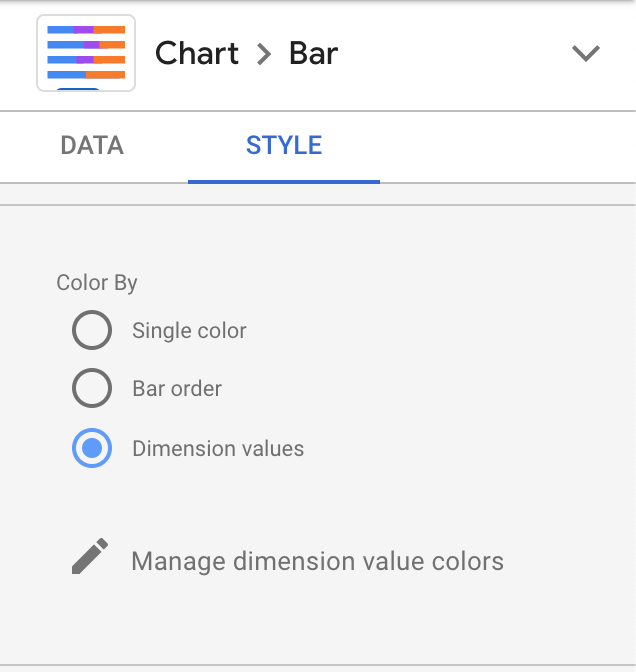 Chart > Bar
DATA STYLE
Color By
Single color
Bar order
Dimension values
Manage dimension value colors